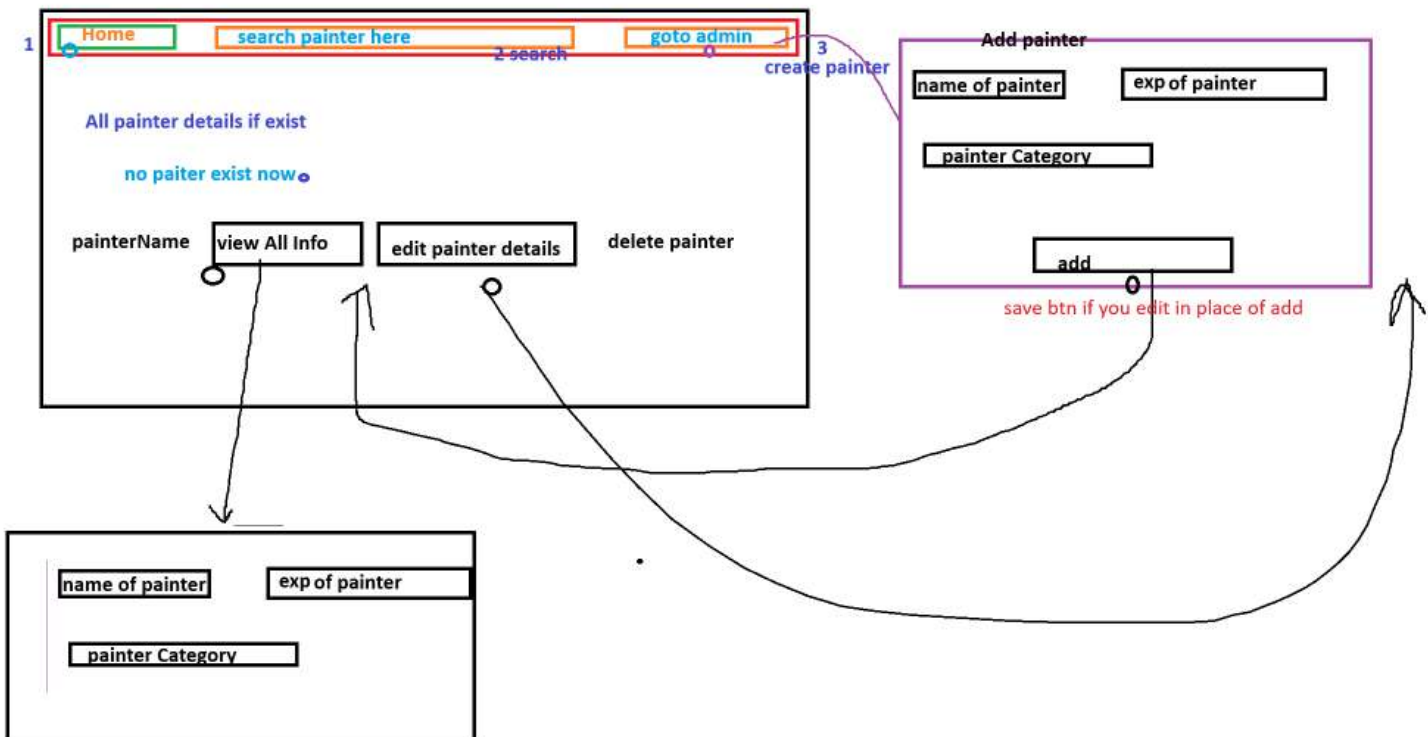 Home
search painter here
goto admin
1
2 search
3
create painter
All painter details if exist
no paiter exist now
painterName
view All Info
edit painter details
delete painter
Add painter
name of painter
exp of painter
painter Category
add
save btn if you edit in place of add
name of painter
exp of painter
painter Category